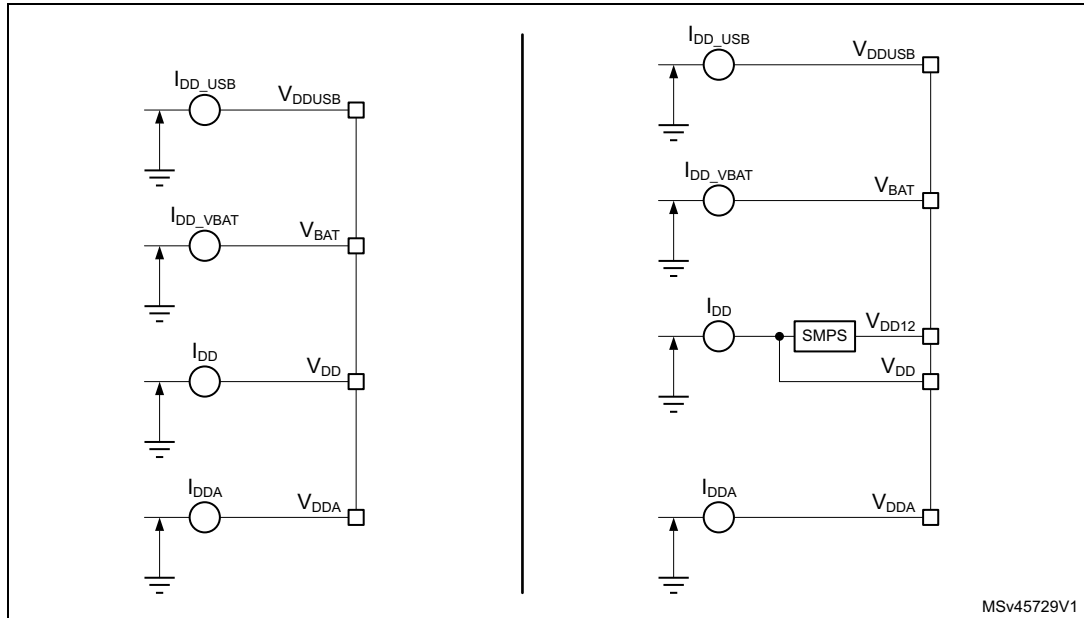 I_DD_USB V_DDUSB
I_DD_VBAT V_BAT
I_DD V_DD
I_DDA V_DDA
I_DD_USB V_DDUSB
I_DD_VBAT V_BAT
I_DD SMPS V_DD12
V_DD
I_DDA V_DDA
MSv45729V1